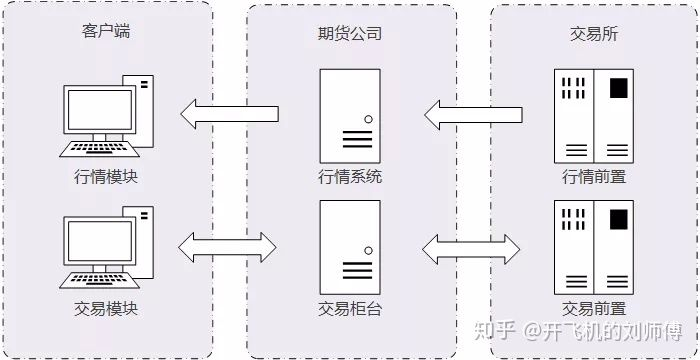 客户端
期货公司
交易所
行情模块
行情系统
行情前置
交易模块
交易柜台
交易前置
知乎 @开飞机的刘师傅